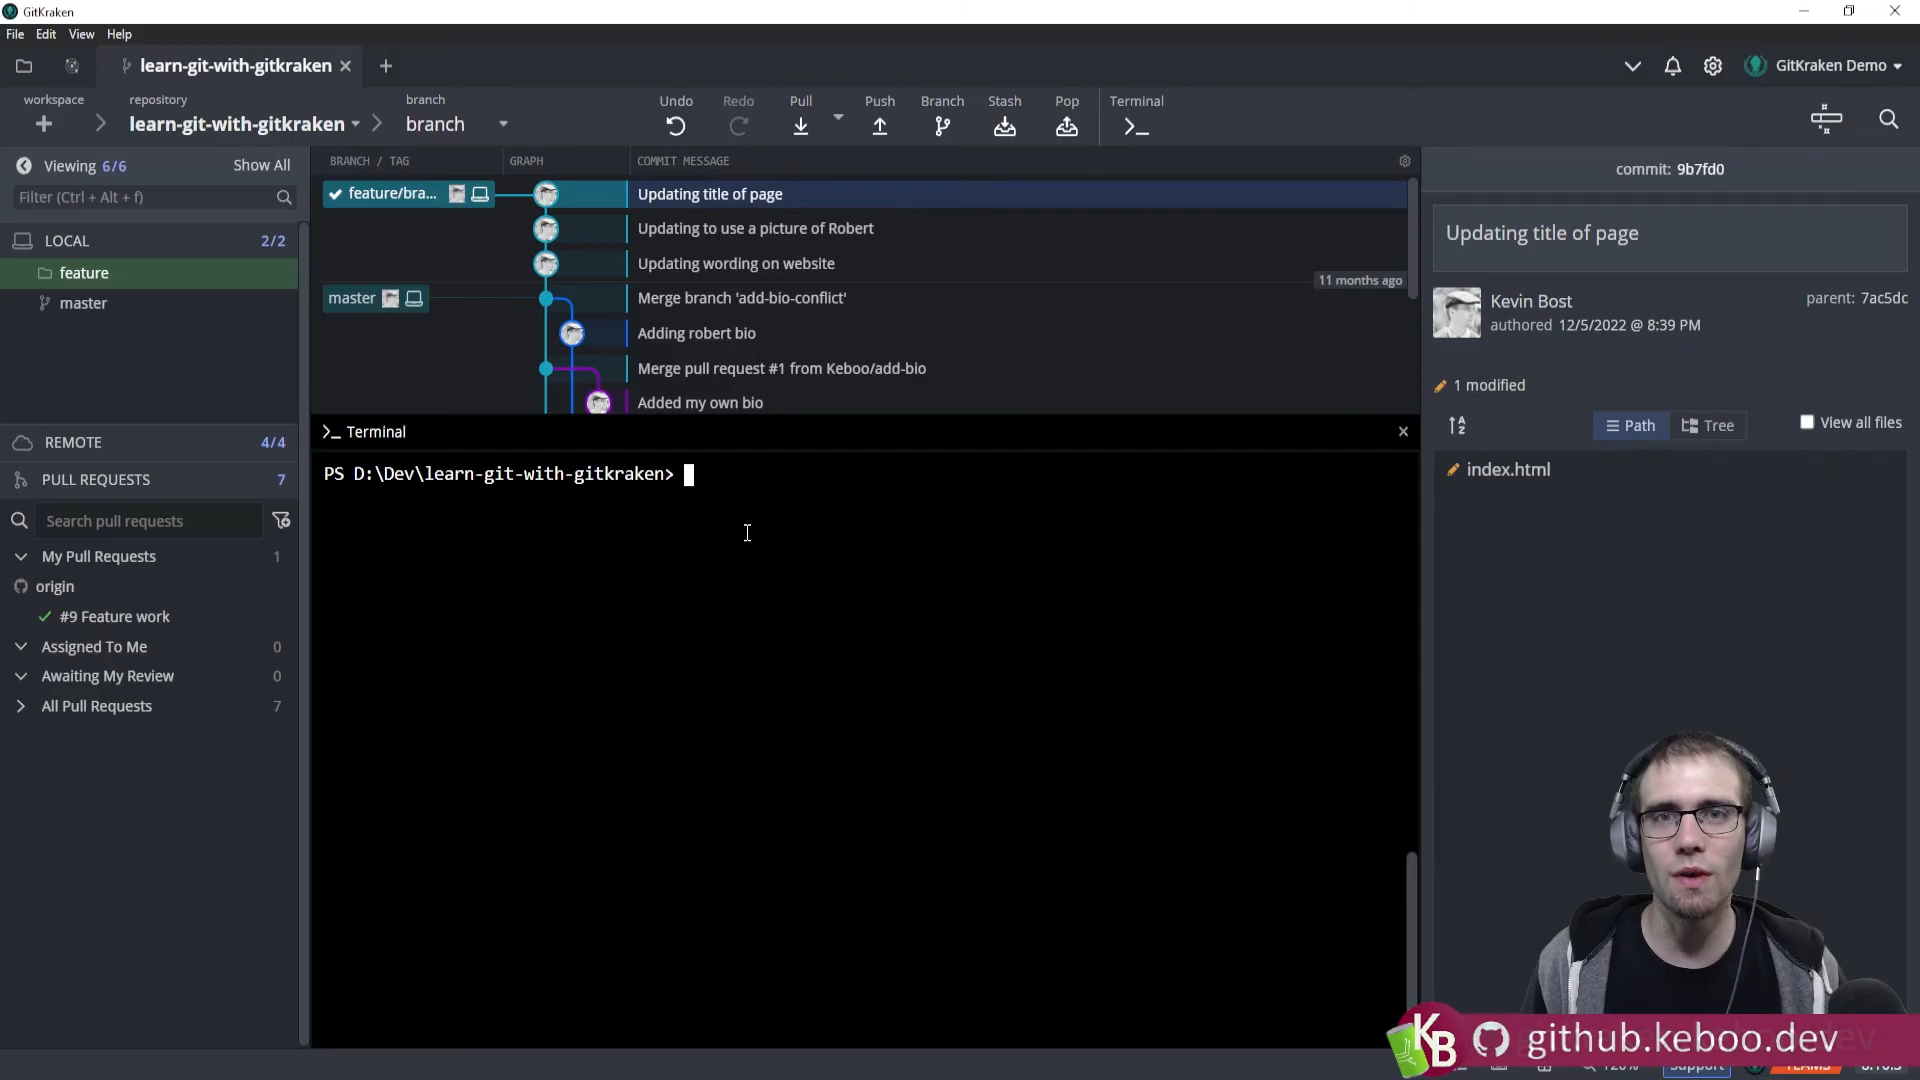 GitKraken
File Edit View Help
learn-git-with-gitkraken
GitKraken Demo
workspace
repository
learn-git-with-gitkraken
branch
branch
Undo
Redo
Pull
Push
Branch
Stash
Pop
Terminal
Viewing 6/6
Show All
Filter (Ctrl + Alt + f)
LOCAL 2/2
feature
master
REMOTE 4/4
PULL REQUESTS 7
Search pull requests
My Pull Requests 1
origin
#9 Feature work
Assigned To Me 0
Awaiting My Review 0
All Pull Requests 7
BRANCH / TAG GRAPH COMMIT MESSAGE
feature/bra... Updating title of page
Updating to use a picture of Robert
Updating wording on website
11 months ago
master Merge branch 'add-bio-conflict'
Adding robert bio
Merge pull request #1 from Keboo/add-bio
Added my own bio
>_ Terminal
PS D:\Dev\learn-git-with-gitkraken>
commit: 9b7fd0
Updating title of page
Kevin Bost
authored 12/5/2022 @ 8:39 PM
parent: 7ac5dc
1 modified
Path
Tree
View all files
index.html
KB
github.keboo.dev